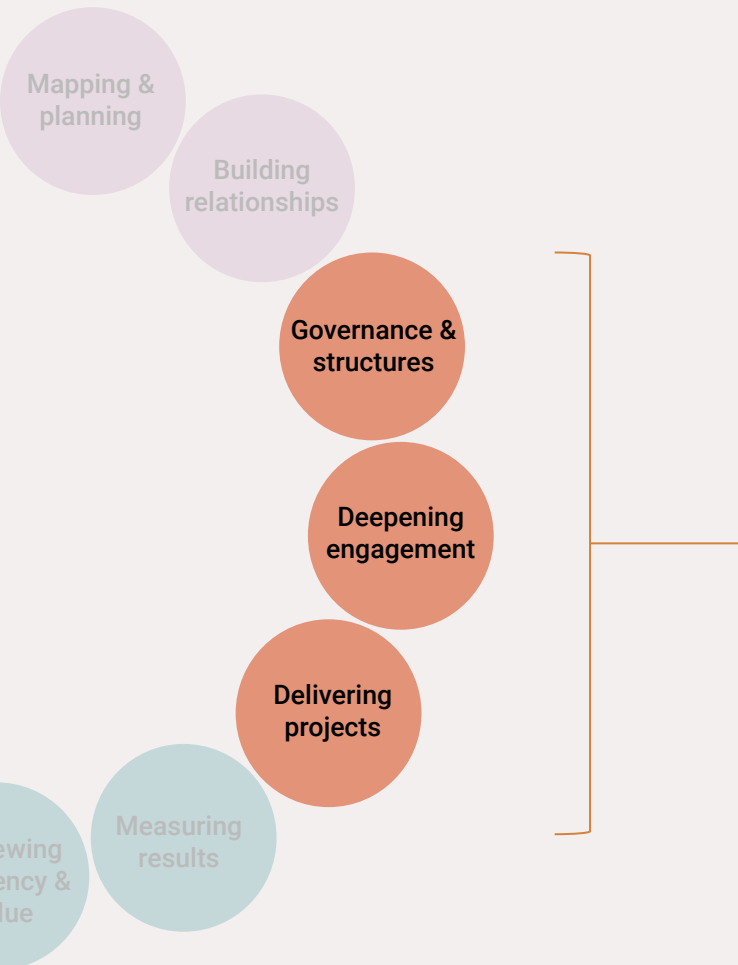 Mapping &
planning
Building
relationships
Governance &
structures
Deepening
engagement
Delivering
projects
Measuring
results
&